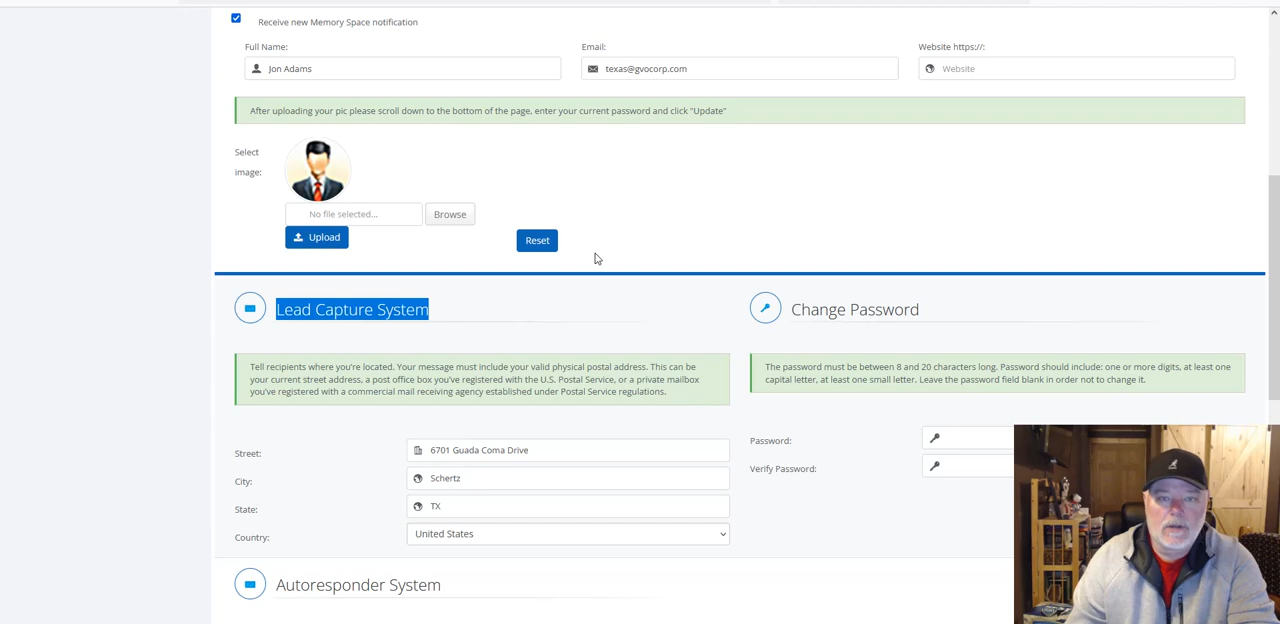 Receive new Memory Space notification
Full Name:
Email:
Website https://:
Jon Adams
texas@gvocorp.com
Website
After uploading your pic please scroll down to the bottom of the page, enter your current password and click "Update"
Select
image:
No file selected...
Browse
Upload
Reset
Lead Capture System
Change Password
Tell recipients where you're located. Your message must include your valid physical postal address. This can be
your current street address, a post office box you've registered with the U.S. Postal Service, or a private mailbox
you've registered with a commercial mail receiving agency established under Postal Service regulations.
The password must be between 8 and 20 characters long. Password should include: one or more digits, at least one
capital letter, at least one small letter. Leave the password field blank in order not to change it.
Street:
6701 Guada Coma Drive
City:
Schertz
State:
TX
Country:
United States
Password:
Verify Password:
Autoresponder System